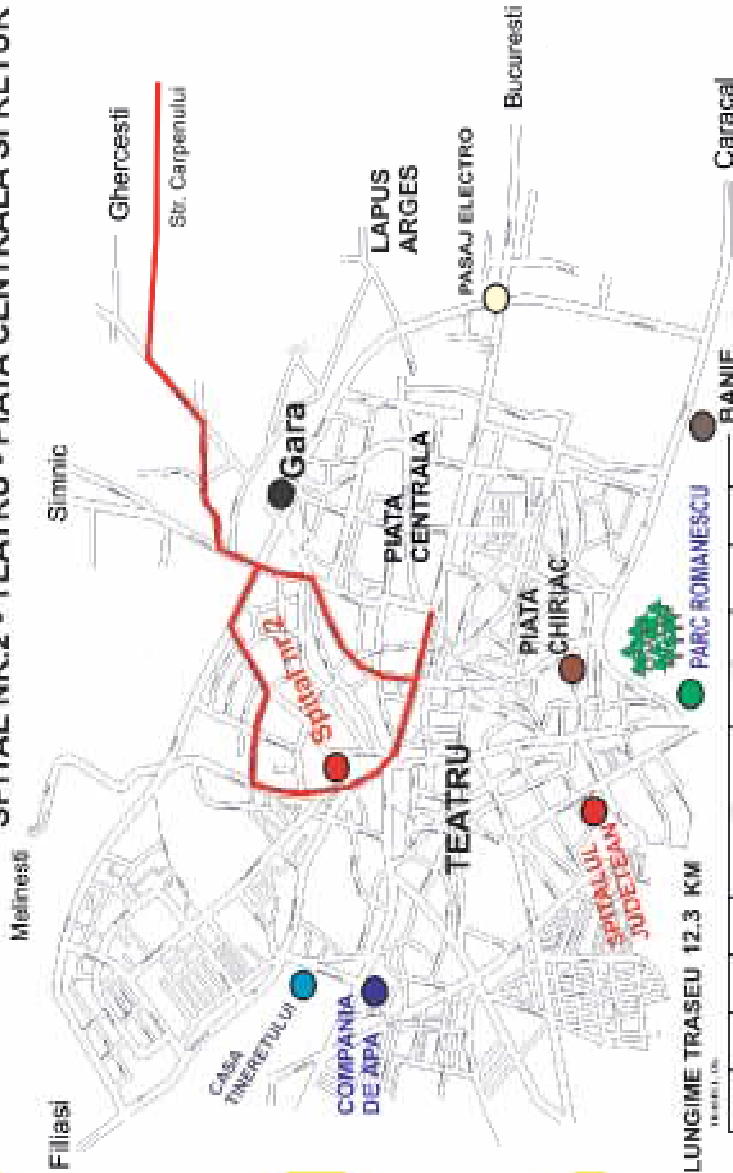 SPITAL NR.2 - TEATRU - PIATA CENTRALA SI RETUR
Melinesti
Simnic
Ghercesti
Str. Carpenului
Filiasi
Gara
LAPUS
ARGES
Spital nr.2
PIATA
CENTRALA
PASAJ ELECTRO
Bucuresti
CASA
TINERETULUI
COMPANIA
DE APA
TEATRU
PIATA
CHIRIAC
SPITALUL
JUDETEAN
PARC ROMANESCU
Caracal
LUNGIME TRASEU 12.3 KM